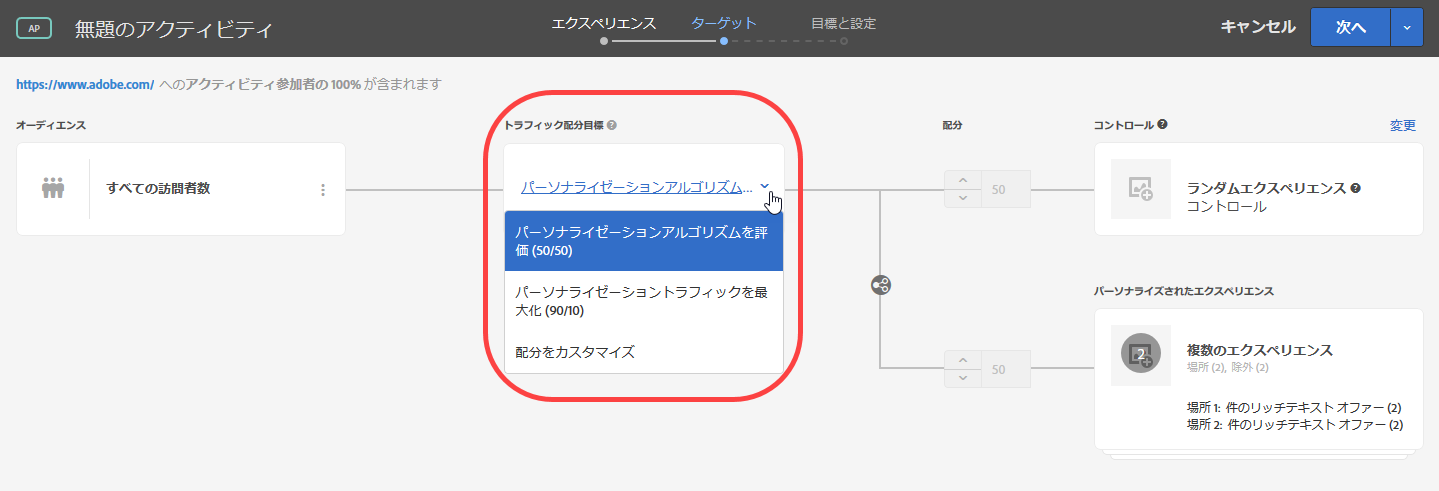 AP
無題のアクティビティ
エクスペリエンス
ターゲット
目標と設定
キャンセル
次へ
https://www.adobe.com/ へのアクティビティ参加者の 100% が含まれます
オーディエンス
トラフィック配分目標 ?
配分
コントロール ?
変更
すべての訪問者数
パーソナライゼーションアルゴリズム...
50
ランダムエクスペリエンス ?
コントロール
パーソナライゼーションアルゴリズムを評
価 (50/50)
パーソナライゼーショントラフィックを最
大化 (90/10)
配分をカスタマイズ
パーソナライズされたエクスペリエンス
50
2
複数のエクスペリエンス
場所 (2), 除外 (2)
場所 1: 件のリッチテキスト オファー (2)
場所 2: 件のリッチテキスト オファー (2)